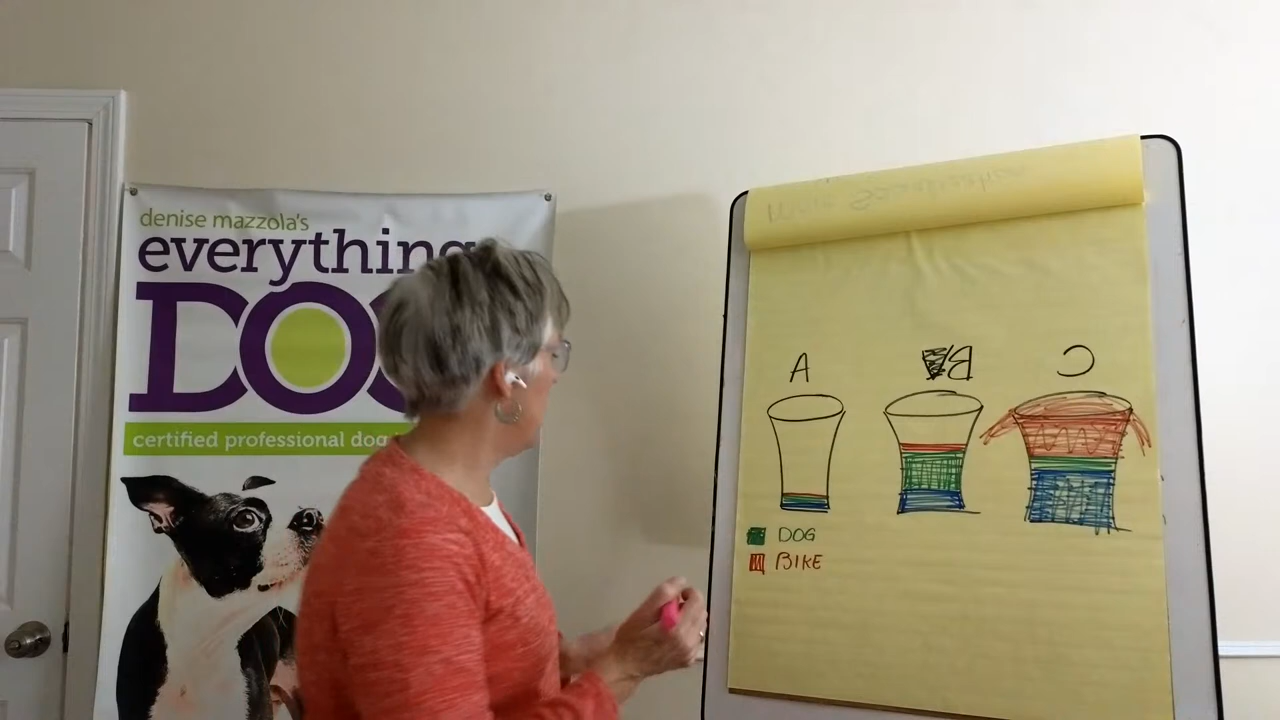 denise mazzola's
everything
DOG
certified professional dog
A B C
DOG
BIKE